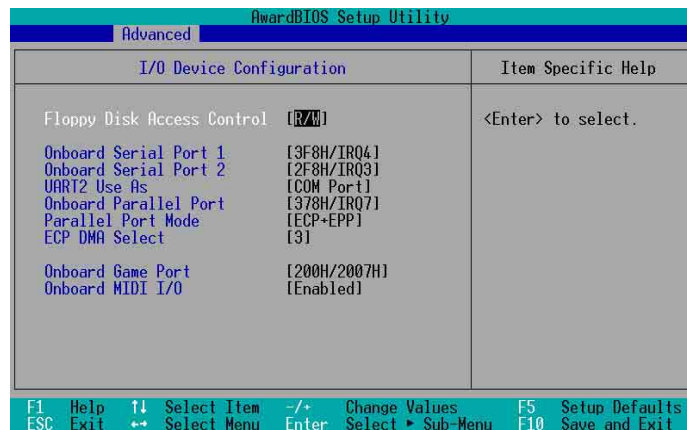 AwardBIOS Setup Utility
Advanced
I/O Device Configuration
Item Specific Help
Floppy Disk Access Control [R/W]
<Enter> to select.
Onboard Serial Port 1 [3F8H/IRQ4]
Onboard Serial Port 2 [2F8H/IRQ3]
UART2 Use As [COM Port]
Onboard Parallel Port [378H/IRQ7]
Parallel Port Mode [ECP+EPP]
ECP DMA Select [3]
Onboard Game Port [200H/2007H]
Onboard MIDI I/O [Enabled]
F1 Help ↑↓ Select Item -/+ Change Values F5 Setup Defaults
ESC Exit ←→ Select Menu Enter Select ► Sub-Menu F10 Save and Exit